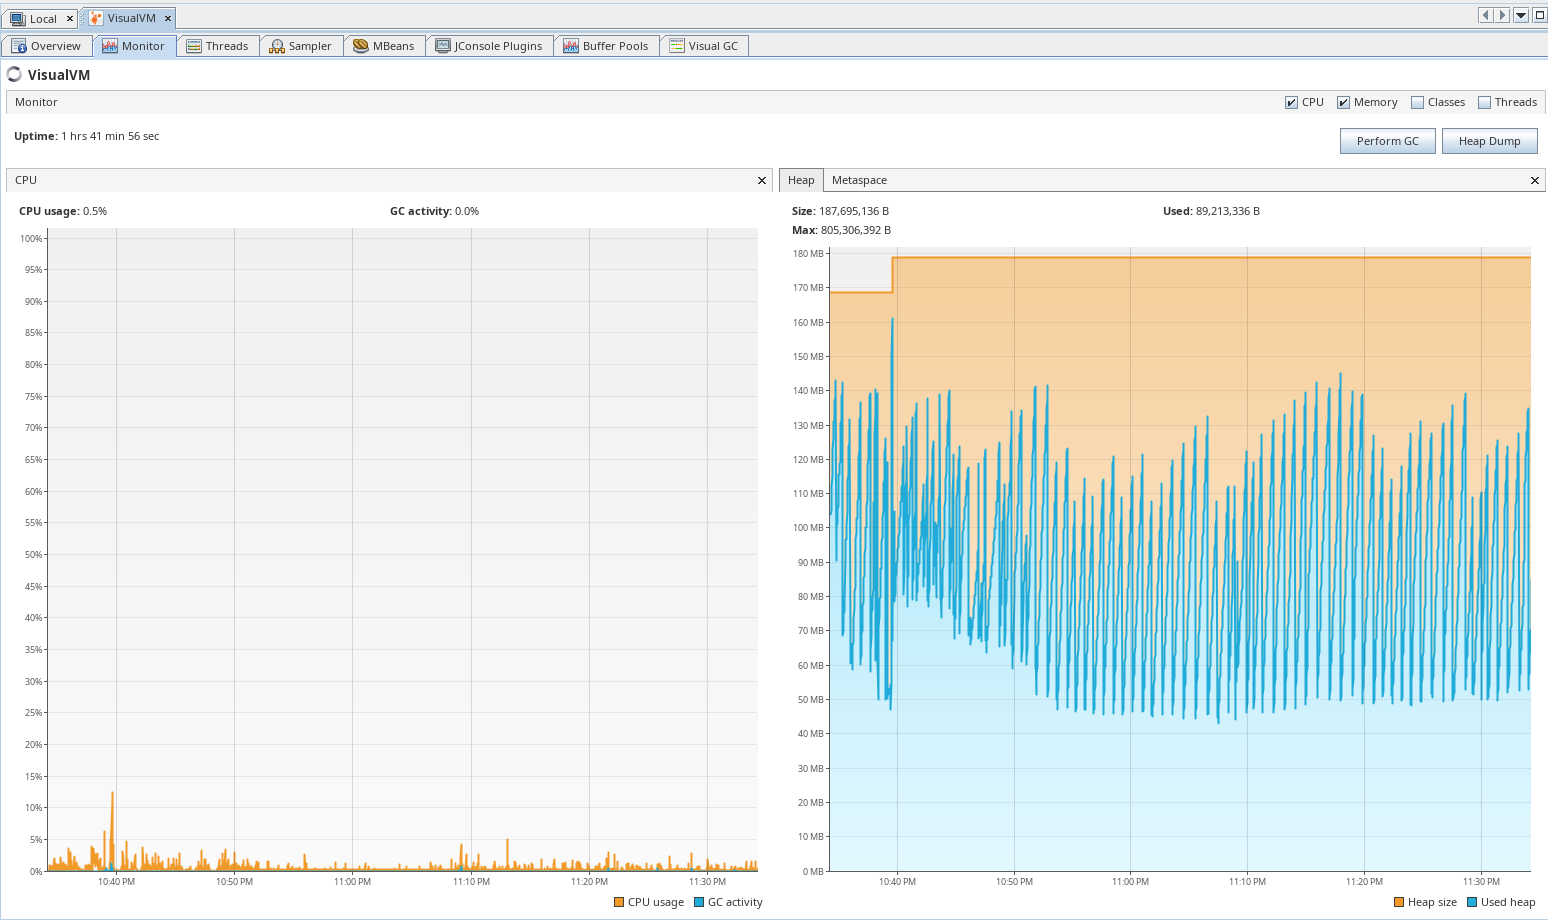 Local
VisualVM
Overview
Monitor
Threads
Sampler
MBeans
JConsole Plugins
Buffer Pools
Visual GC
VisualVM
Monitor
CPU
Memory
Classes
Threads
Uptime: 1 hrs 41 min 56 sec
Perform GC
Heap Dump
CPU
CPU usage: 0.5%
GC activity: 0.0%
100%
95%
90%
85%
80%
75%
70%
65%
60%
55%
50%
45%
40%
35%
30%
25%
20%
15%
10%
5%
0%
10:40 PM
10:50 PM
11:00 PM
11:10 PM
11:20 PM
11:30 PM
CPU usage
GC activity
Heap
Metaspace
Size: 187,695,136 B
Used: 89,213,336 B
Max: 805,306,392 B
180 MB
170 MB
160 MB
150 MB
140 MB
130 MB
120 MB
110 MB
100 MB
90 MB
80 MB
70 MB
60 MB
50 MB
40 MB
30 MB
20 MB
10 MB
0 MB
10:40 PM
10:50 PM
11:00 PM
11:10 PM
11:20 PM
11:30 PM
Heap size
Used heap